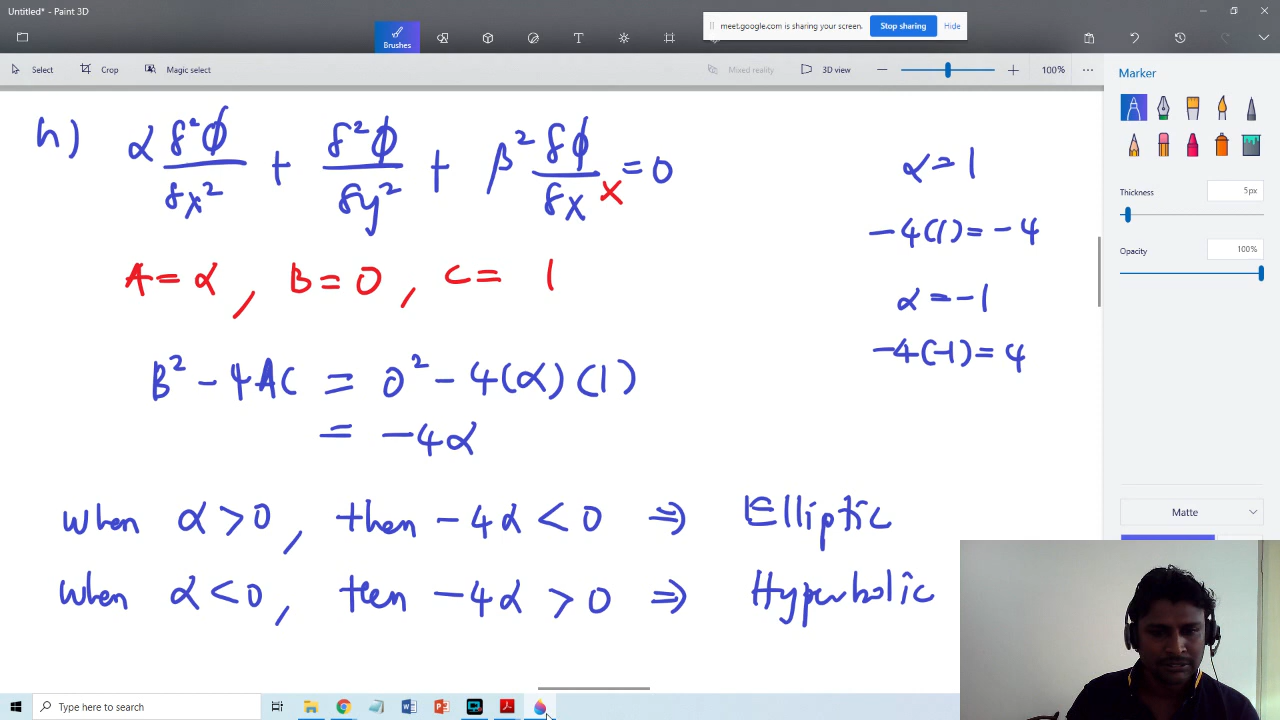 Untitled* - Paint 3D
meet.google.com is sharing your screen.
Stop sharing
Hide
Brushes
Select
Crop
Magic select
Mixed reality
3D view
100%
Marker
Thickness
5px
Opacity
100%
Matte
h) α δ²ϕ/δx² + δ²ϕ/δy² + β² δϕ/δx x = 0
A = α , B = 0 , C = 1
B² - 4AC = 0² - 4(α)(1)
= -4α
when α > 0 , then -4α < 0 ⇒ Elliptic
when α < 0 , then -4α > 0 ⇒ Hyperbolic
α = 1
-4(1) = -4
α = -1
-4(-1) = 4
Type here to search